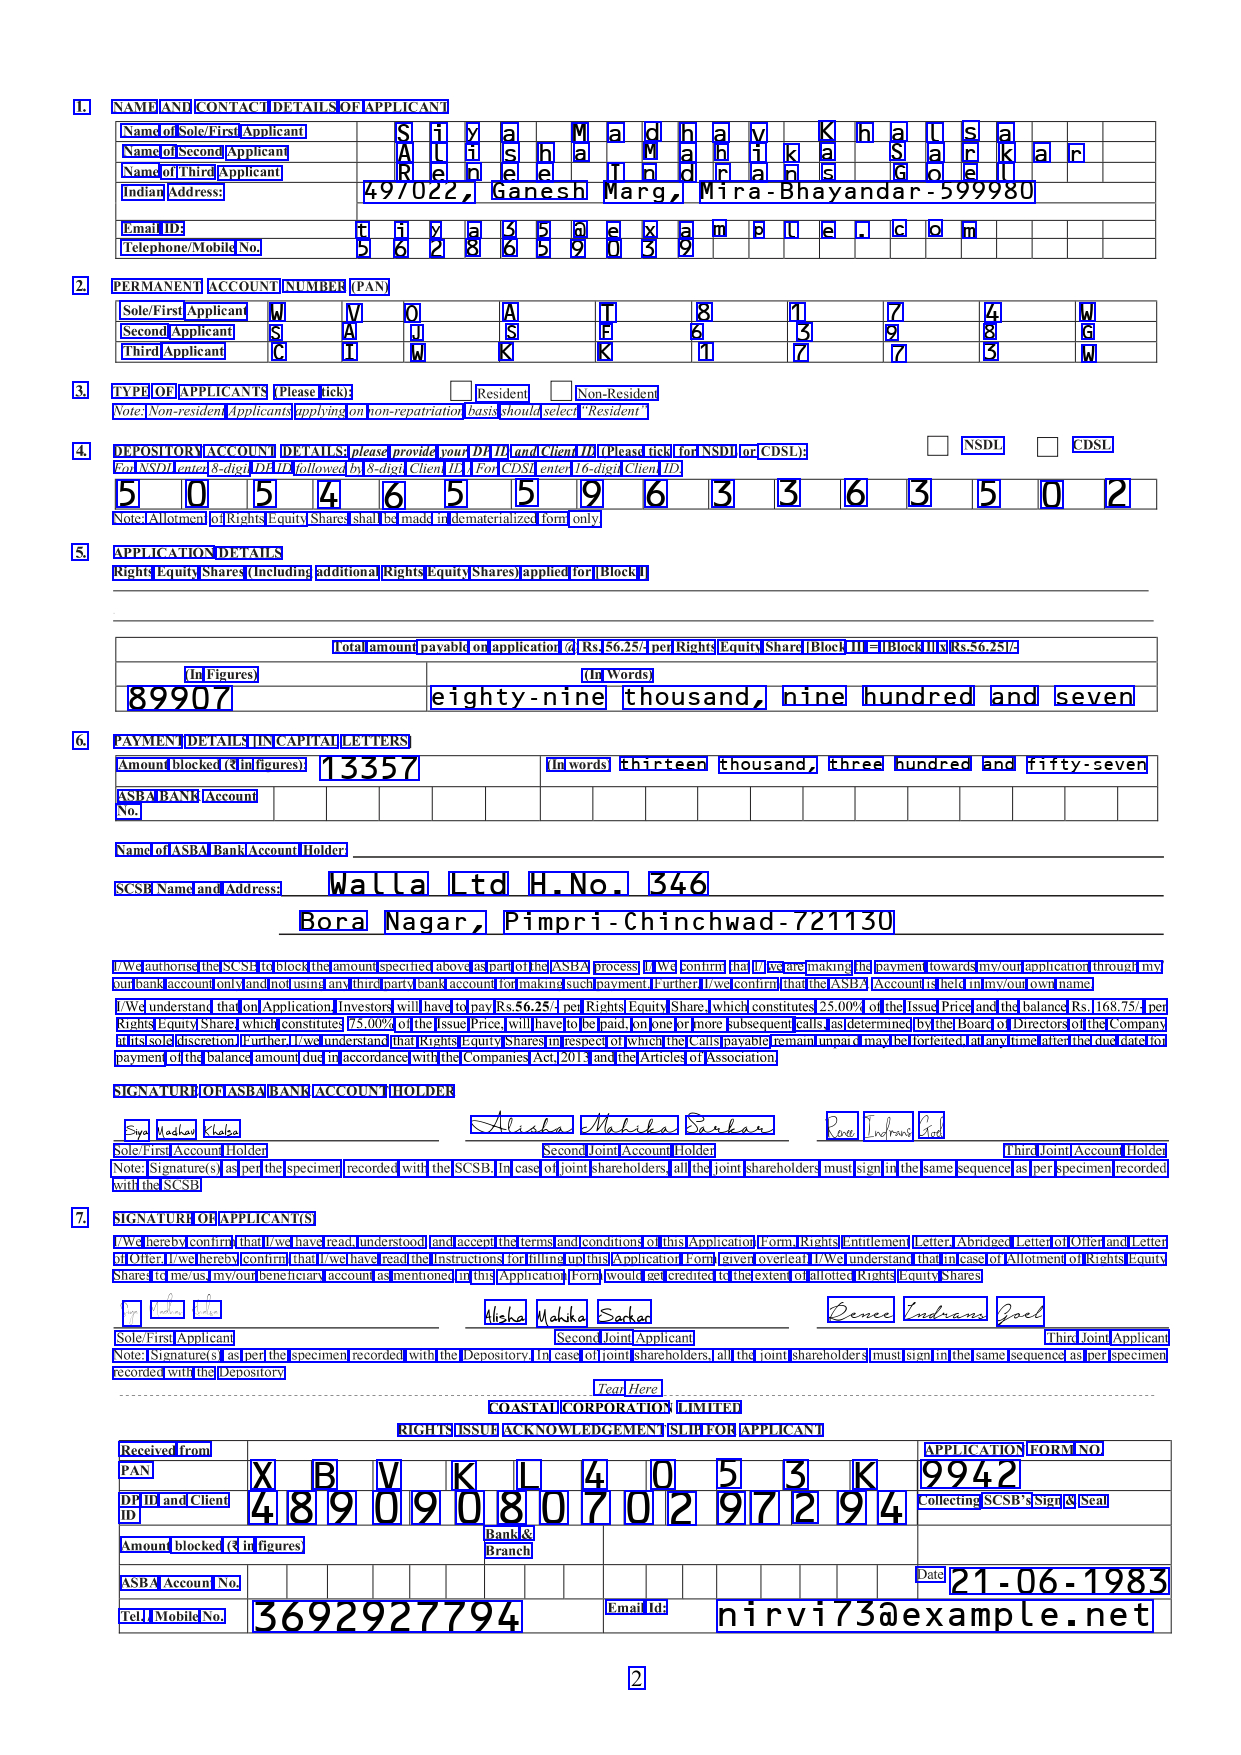 1. NAME AND CONTACT DETAILS OF APPLICANT
Name of Sole/First Applicant Siya Madhav Khalsa
Name of Second Applicant Alisha Mahika Sarkar
Name of Third Applicant Renee Indrans Goel
Indian Address: 497022, Ganesh Marg, Mira-Bhayandar-599980
Email ID: tiya35@example.com
Telephone/Mobile No. 5628659039
2. PERMANENT ACCOUNT NUMBER (PAN)
Sole/First Applicant W V O A T 8 1 7 4 W
Second Applicant S A J S F 6 3 9 8 G
Third Applicant C I W K K 1 7 7 3 W
3. TYPE OF APPLICANTS (Please tick): Resident Non-Resident
Note: Non-resident Applicants applying on non-repatriation basis should select "Resident"
4. DEPOSITORY ACCOUNT DETAILS: please provide your DP ID and Client ID (Please tick for NSDL or CDSL): NSDL CDSL
For NSDL enter 8-digit DP ID followed by 8-digit Client ID / For CDSL enter 16-digit Client ID.
5 0 5 4 6 5 5 9 6 3 3 6 3 5 0 2
Note: Allotment of Rights Equity Shares shall be made in dematerialized form only.
5. APPLICATION DETAILS
Rights Equity Shares (Including additional Rights Equity Shares) applied for [Block I]
Total amount payable on application @ Rs. 56.25/- per Rights Equity Share [Block II] = [Block I] x Rs.56.25]/-
(In Figures) (In Words)
89907 eighty-nine thousand, nine hundred and seven
6. PAYMENT DETAILS [IN CAPITAL LETTERS]
Amount blocked (₹ in figures): 13357 (In words) thirteen thousand, three hundred and fifty-seven
ASBA BANK Account
No.
Name of ASBA Bank Account Holder:
SCSB Name and Address: Walla Ltd H.No. 346
Bora Nagar, Pimpri-Chinchwad-721130
I/We authorise the SCSB to block the amount specified above as part of the ASBA process. I/ We confirm that I/ we are making the payment towards my/our application through my/
our bank account only and not using any third party bank account for making such payment. Further, I/we confirm that the ASBA Account is held in my/our own name.
I/We understand that on Application, Investors will have to pay Rs.56.25/- per Rights Equity Share, which constitutes 25.00% of the Issue Price and the balance Rs. 168.75/- per
Rights Equity Share, which constitutes 75.00% of the Issue Price, will have to be paid, on one or more subsequent calls, as determined by the Board of Directors of the Company
at its sole discretion. Further, I/we understand that Rights Equity Shares in respect of which the Calls payable remain unpaid may be forfeited, at any time after the due date for
payment of the balance amount due in accordance with the Companies Act, 2013 and the Articles of Association.
SIGNATURE OF ASBA BANK ACCOUNT HOLDER
Siya Madhav Khalsa Alisha Mahika Sarkar Renee Indrans Goel
Sole/First Account Holder Second Joint Account Holder Third Joint Account Holder
Note: Signature(s) as per the specimen recorded with the SCSB. In case of joint shareholders, all the joint shareholders must sign in the same sequence as per specimen recorded
with the SCSB
7. SIGNATURE OF APPLICANT(S)
I/We hereby confirm that I/we have read, understood and accept the terms and conditions of this Application Form, Rights Entitlement Letter, Abridged Letter of Offer and Letter
of Offer. I/we hereby confirm that I/we have read the Instructions for filling up this Application Form given overleaf. I/We understand that in case of Allotment of Rights Equity
Shares to me/us, my/our beneficiary account as mentioned in this Application Form would get credited to the extent of allotted Rights Equity Shares
Siya Madhav Khalsa Alisha Mahika Sarkar Renee Indrans Goel
Sole/First Applicant Second Joint Applicant Third Joint Applicant
Note: Signature(s) as per the specimen recorded with the Depository. In case of joint shareholders, all the joint shareholders must sign in the same sequence as per specimen
recorded with the Depository
Tear Here
COASTAL CORPORATION LIMITED
RIGHTS ISSUE ACKNOWLEDGEMENT SLIP FOR APPLICANT
Received from APPLICATION FORM NO.
PAN X B V K L 4 0 5 3 K 9942
DP ID and Client 4 8 9 0 9 0 8 0 7 0 2 9 7 2 9 4 Collecting SCSB's Sign & Seal
ID
Amount blocked (₹ in figures) Bank &
Branch
ASBA Account No. Date 21-06-1983
Tel./ Mobile No. 3692927794 Email Id: nirvi73@example.net
2